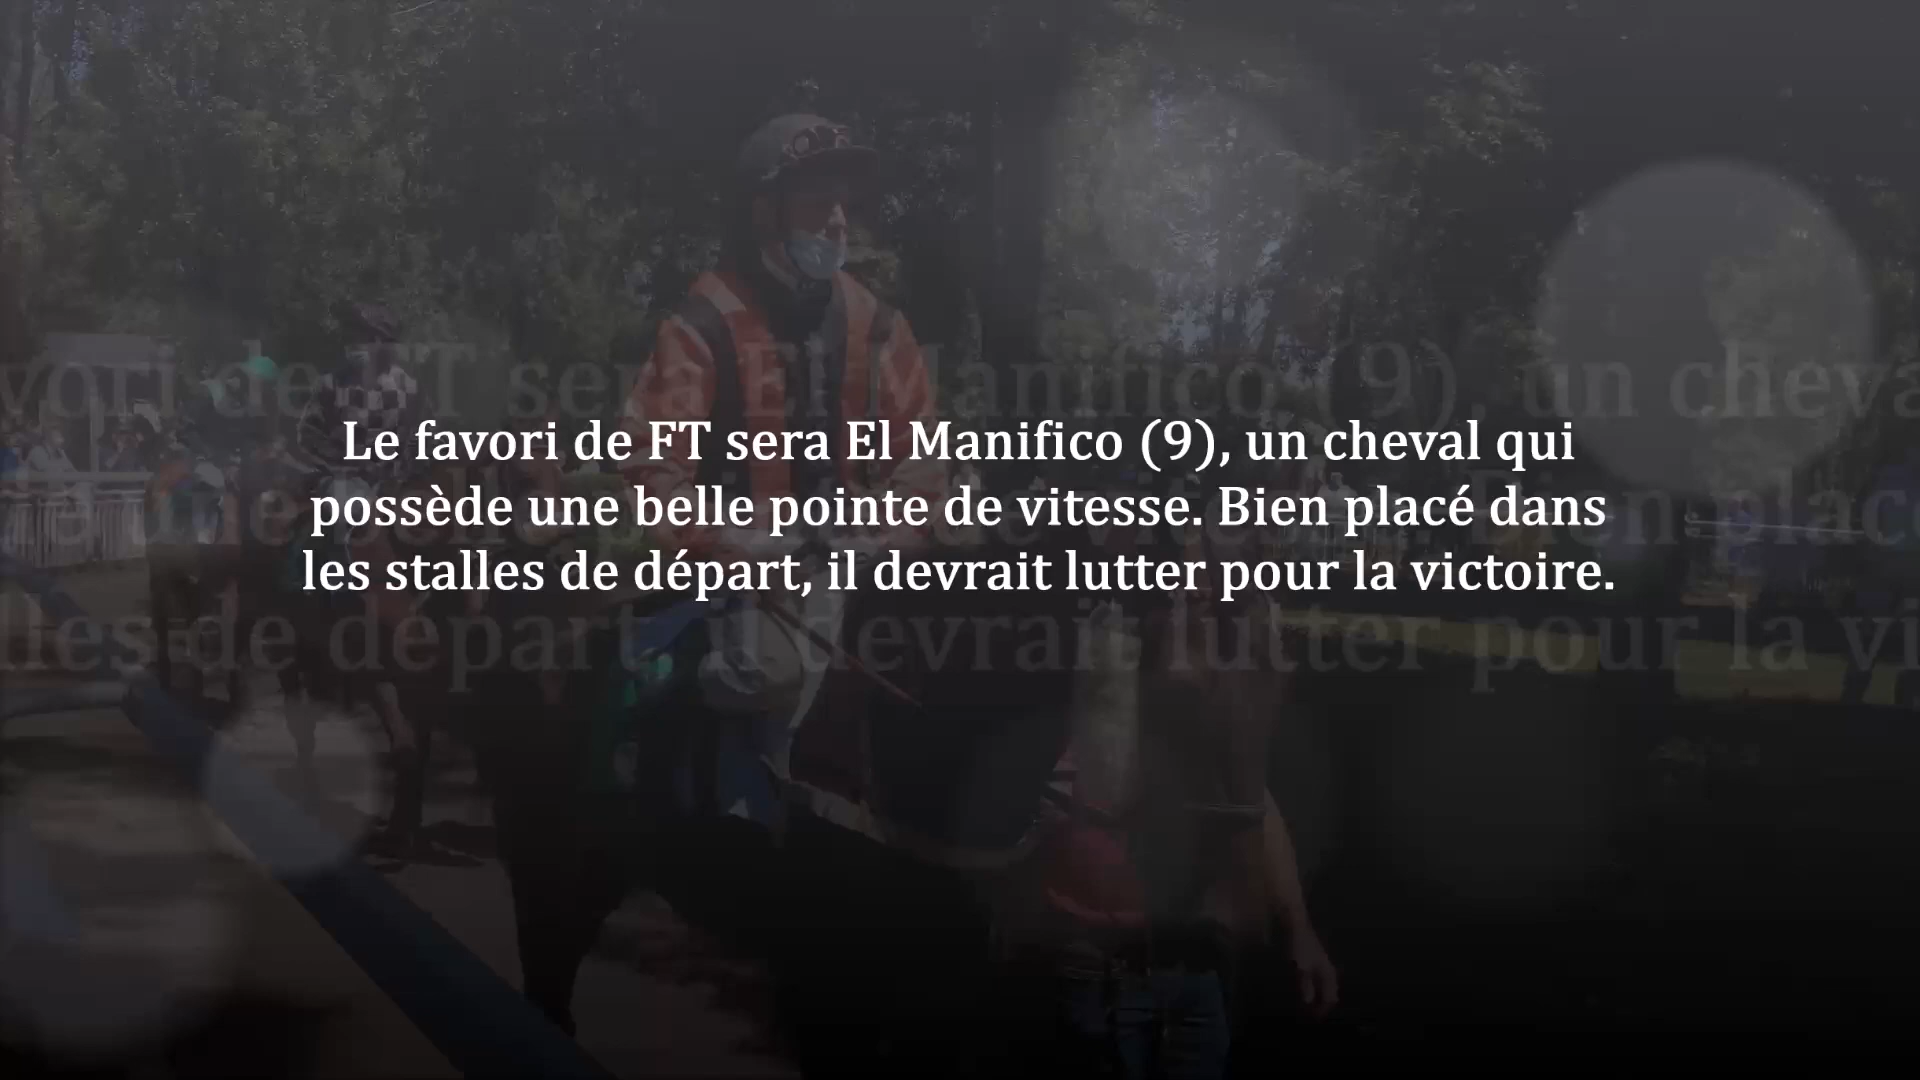 Le favori de FT sera El Manifico (9), un cheval qui
possède une belle pointe de vitesse. Bien placé dans
les stalles de départ, il devrait lutter pour la victoire.